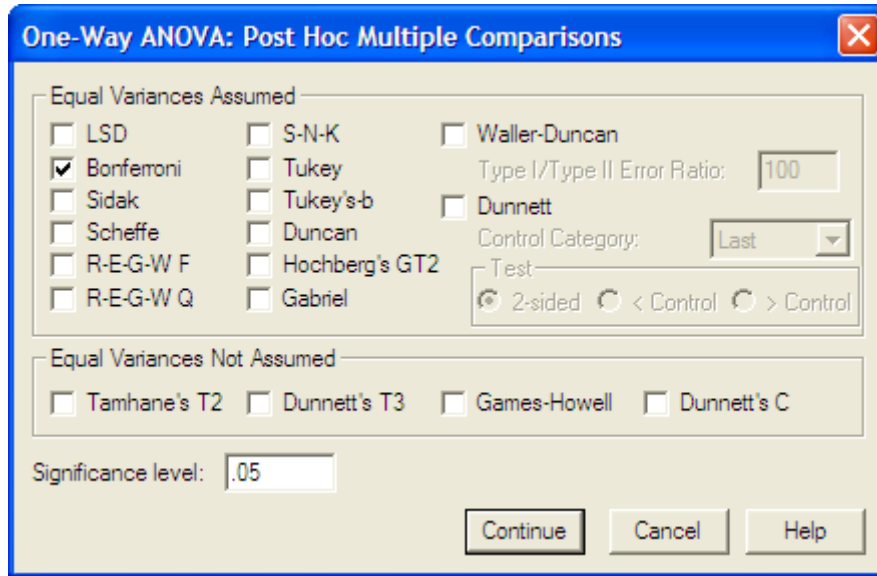 One-Way ANOVA: Post Hoc Multiple Comparisons
Equal Variances Assumed
LSD
Bonferroni
Sidak
Scheffe
R-E-G-W F
R-E-G-W Q
S-N-K
Tukey
Tukey's-b
Duncan
Hochberg's GT2
Gabriel
Waller-Duncan
Type I/Type II Error Ratio: 100
Dunnett
Control Category: Last
Test
2-sided < Control > Control
Equal Variances Not Assumed
Tamhane's T2 Dunnett's T3 Games-Howell Dunnett's C
Significance level: .05
Continue Cancel Help